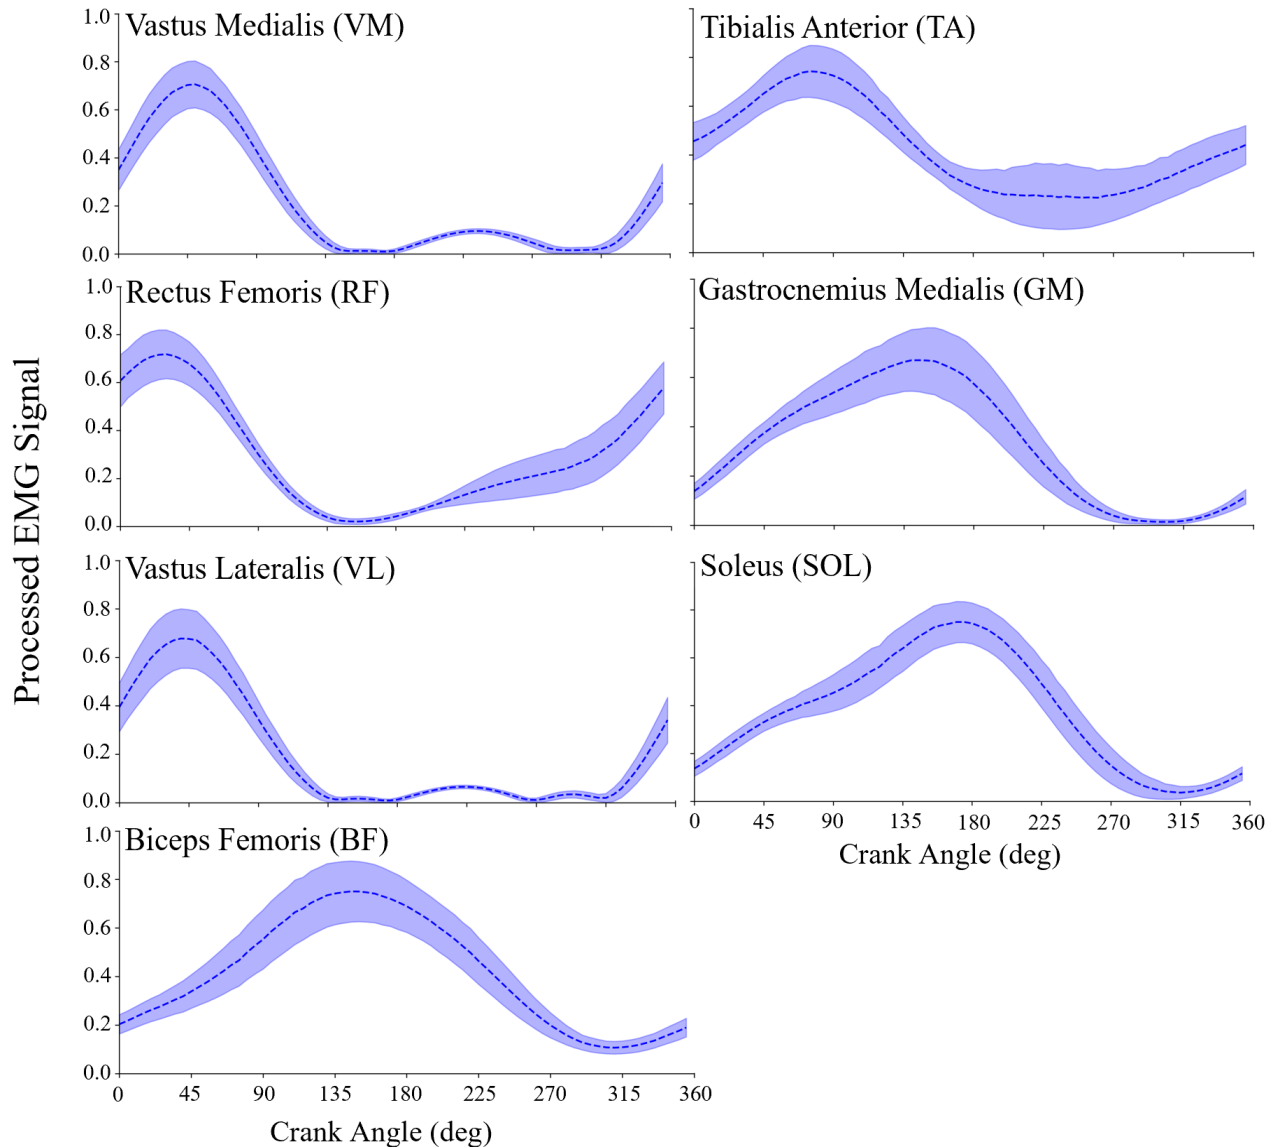 Processed EMG Signal
Vastus Medialis (VM)
1.0
0.8
0.6
0.4
0.2
0.0
Rectus Femoris (RF)
1.0
0.8
0.6
0.4
0.2
0.0
Vastus Lateralis (VL)
1.0
0.8
0.6
0.4
0.2
0.0
Biceps Femoris (BF)
1.0
0.8
0.6
0.4
0.2
0.0
0 45 90 135 180 225 270 315 360
Crank Angle (deg)
Tibialis Anterior (TA)
Gastrocnemius Medialis (GM)
Soleus (SOL)
0 45 90 135 180 225 270 315 360
Crank Angle (deg)